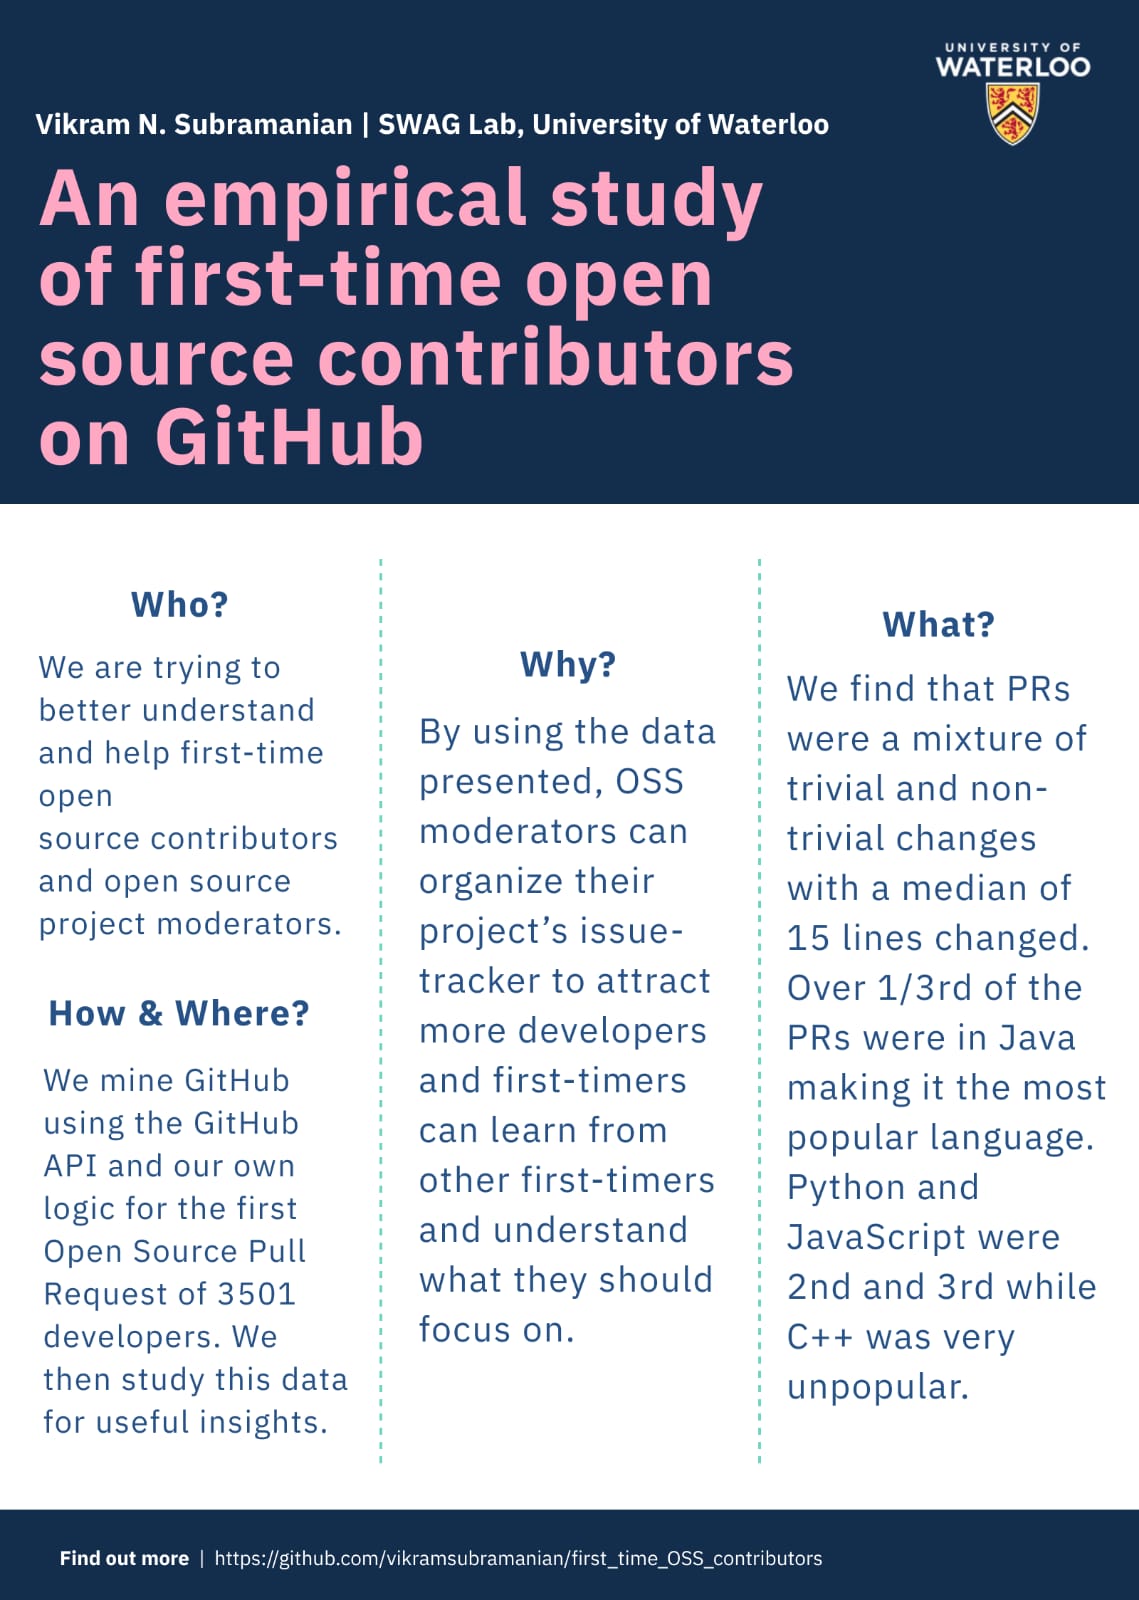 UNIVERSITY OF
WATERLOO
Vikram N. Subramanian | SWAG Lab, University of Waterloo
An empirical study
of first-time open
source contributors
on GitHub
Who?
We are trying to
better understand
and help first-time
open
source contributors
and open source
project moderators.
How & Where?
We mine GitHub
using the GitHub
API and our own
logic for the first
Open Source Pull
Request of 3501
developers. We
then study this data
for useful insights.
Why?
By using the data
presented, OSS
moderators can
organize their
project’s issue-
tracker to attract
more developers
and first-timers
can learn from
other first-timers
and understand
what they should
focus on.
What?
We find that PRs
were a mixture of
trivial and non-
trivial changes
with a median of
15 lines changed.
Over 1/3rd of the
PRs were in Java
making it the most
popular language.
Python and
JavaScript were
2nd and 3rd while
C++ was very
unpopular.
Find out more | https://github.com/vikramsubramanian/first_time_OSS_contributors